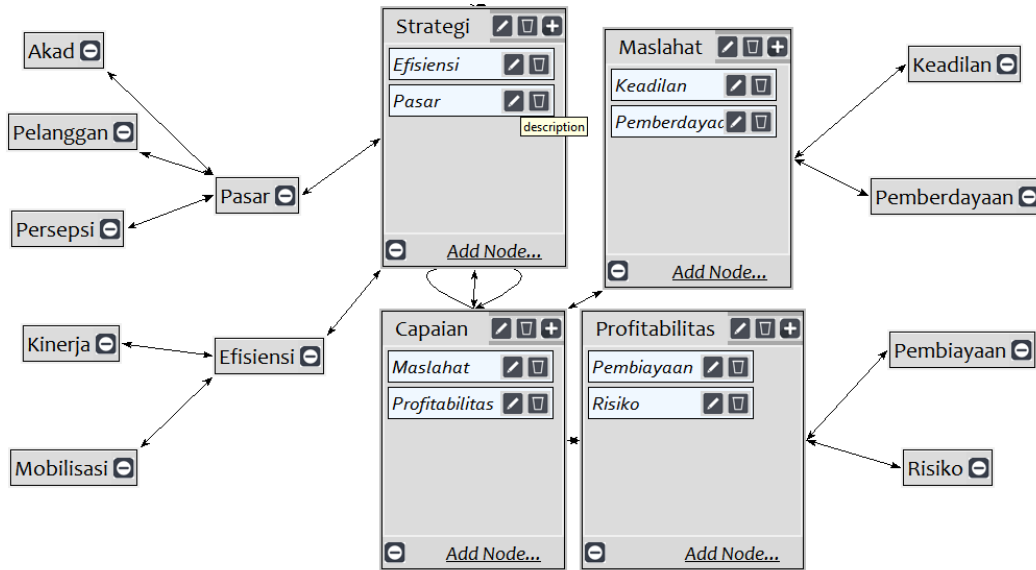 Akad
Pelanggan
Persepsi
Pasar
Kinerja
Efisiensi
Mobilisasi
Strategi
Efisiensi
Pasar
description
Add Node...
Maslahat
Keadilan
Pemberdayac
Add Node...
Capaian
Maslahat
Profitabilitas
Add Node...
Profitabilitas
Pembiayaan
Risiko
Add Node...
Keadilan
Pemberdayaan
Pembiayaan
Risiko